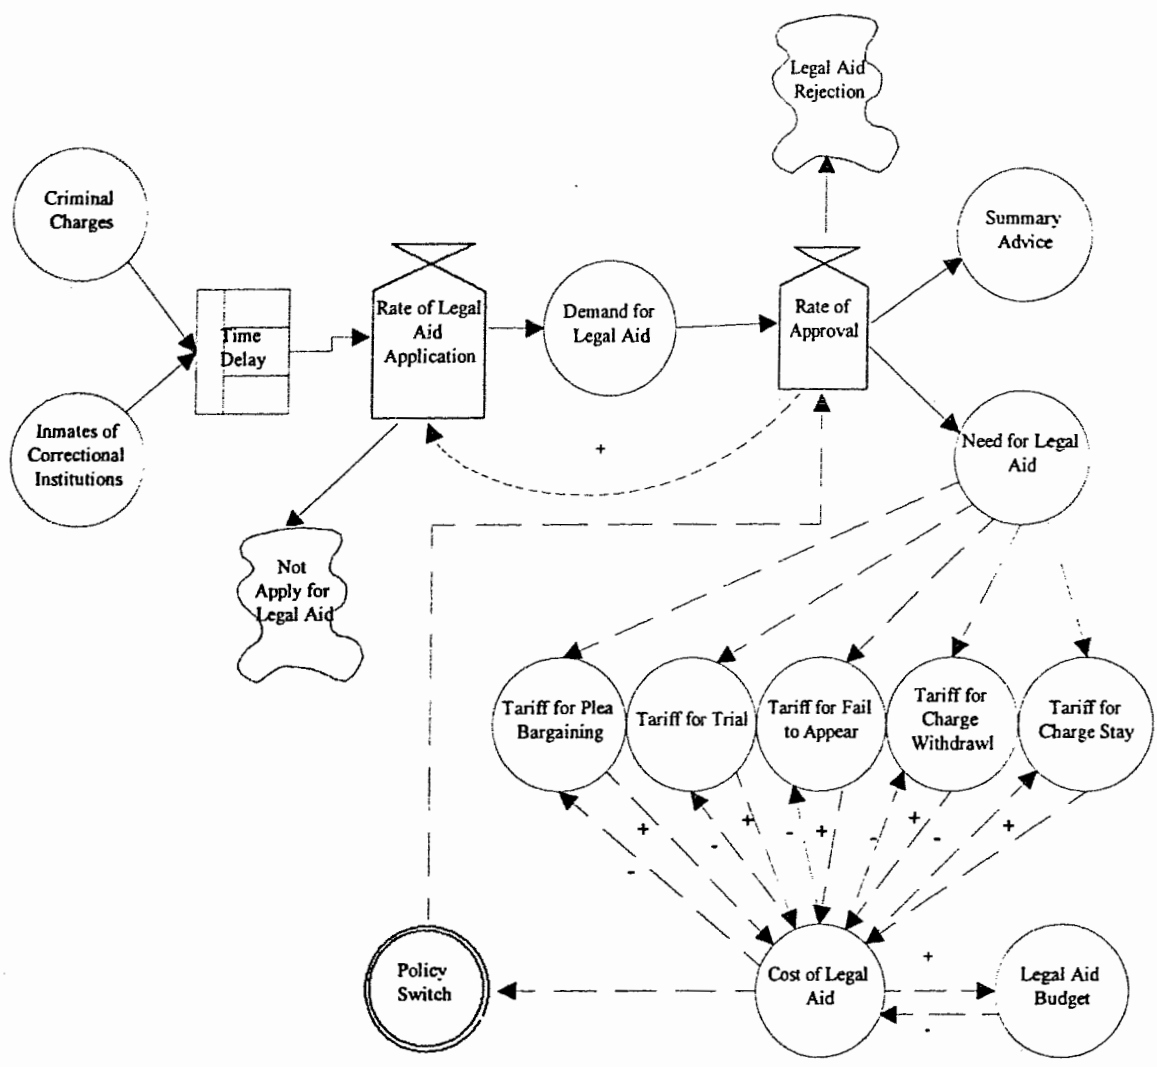 Legal Aid
Rejection
Criminal
Charges
Summary
Advice
Time
Delay
Rate of Legal
Aid
Application
Demand for
Legal Aid
Rate of
Approval
Inmates of
Correctional
Institutions
+
Need for Legal
Aid
Not
Apply for
Legal Aid
Tariff for Plea
Bargaining
Tariff for Trial
Tariff for Fail
to Appear
Tariff for
Charge
Withdrawl
Tariff for
Charge Stay
+
-
+
-
-
+
-
+
-
+
Policy
Switch
Cost of Legal
Aid
+
-
Legal Aid
Budget